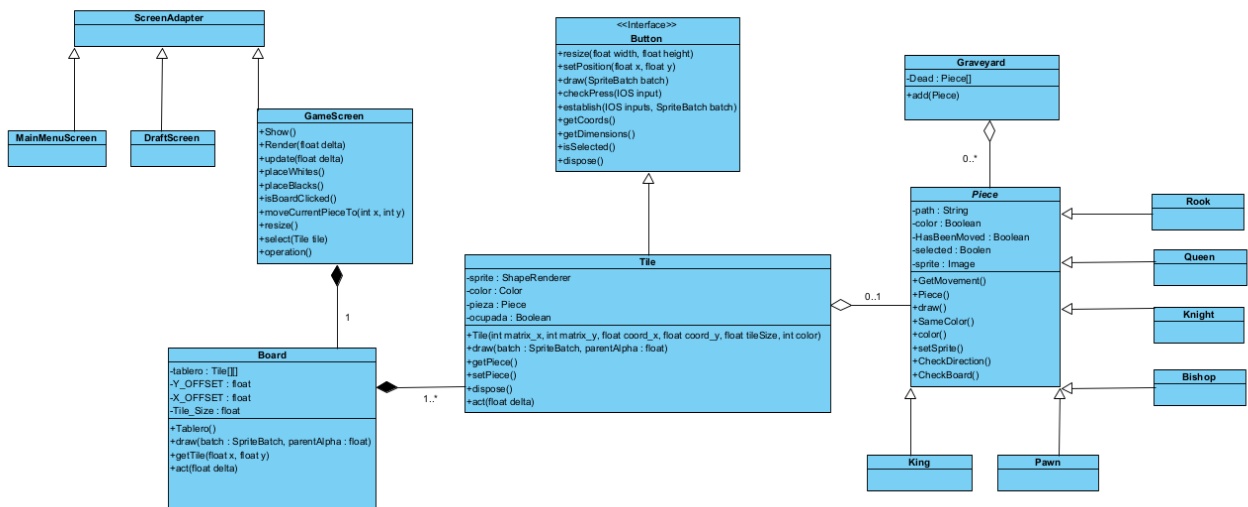 ScreenAdapter
MainMenuScreen
DraftScreen
GameScreen
+Show()
+Render(float delta)
+update(float delta)
+placeWhites()
+placeBlacks()
+isBoardClicked()
+moveCurrentPieceTo(int x, int y)
+resize()
+select(Tile tile)
+operation()
1
Board
-tablero : Tile[][]
-Y_OFFSET : float
-X_OFFSET : float
-Tile_Size : float
+Tablero()
+draw(batch : SpriteBatch, parentAlpha : float)
+getTile(float x, float y)
+act(float delta)
1..*
<<Interface>>
Button
+resize(float width, float height)
+setPosition(float x, float y)
+draw(SpriteBatch batch)
+checkPress(IOS input)
+establish(IOS inputs, SpriteBatch batch)
+getCoords()
+getDimensions()
+isSelected()
+dispose()
Tile
-sprite : ShapeRenderer
-color : Color
-pieza : Piece
-ocupada : Boolean
+Tile(int matrix_x, int matrix_y, float coord_x, float coord_y, float tileSize, int color)
+draw(batch : SpriteBatch, parentAlpha : float)
+getPiece()
+setPiece()
+dispose()
+act(float delta)
0..1
Graveyard
-Dead : Piece[]
+add(Piece)
0..*
Piece
-path : String
-color : Boolean
-HasBeenMoved : Boolean
-selected : Boolen
-sprite : Image
+GetMovement()
+Piece()
+draw()
+SameColor()
+color()
+setSprite()
+CheckDirection()
+CheckBoard()
Rook
Queen
Knight
Bishop
King
Pawn